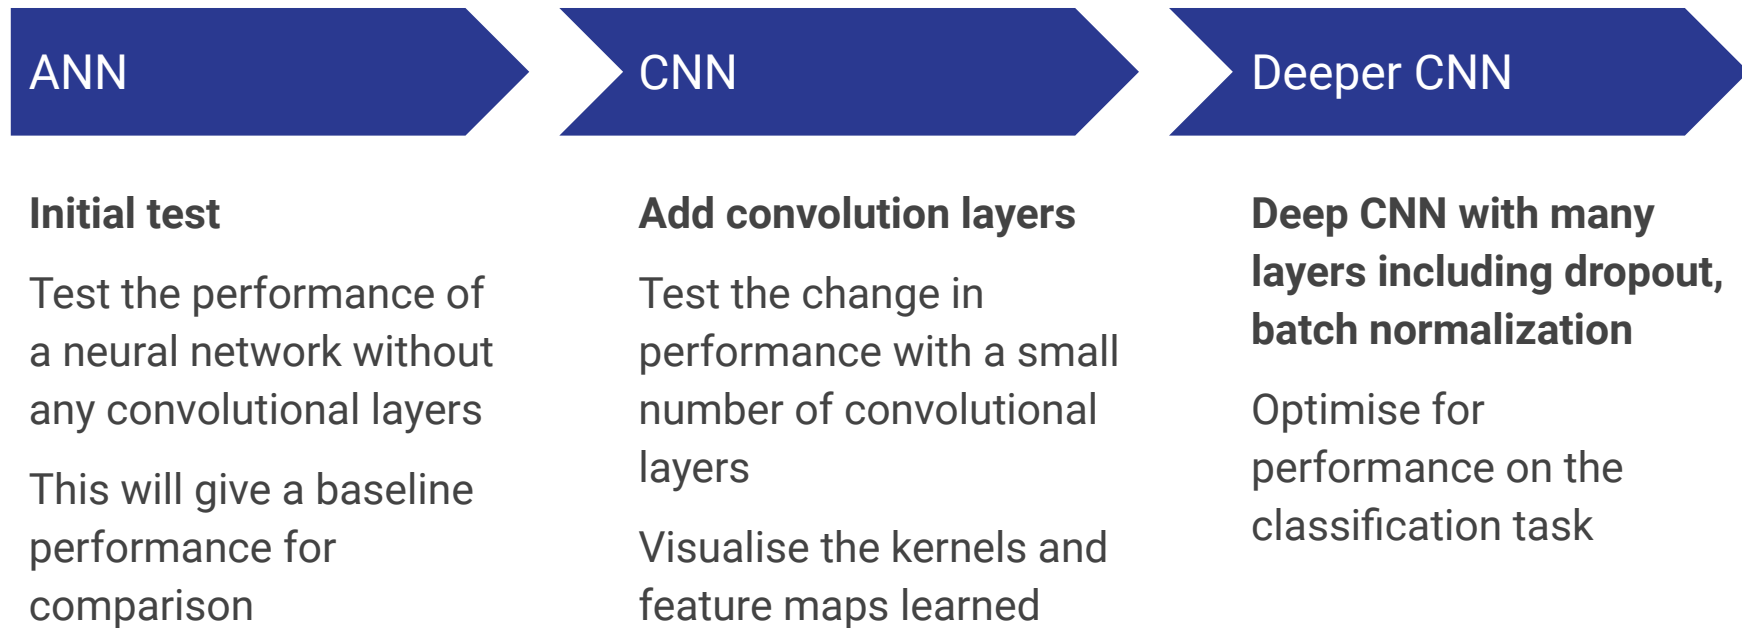 ANN
Initial test
Test the performance of
a neural network without
any convolutional layers
This will give a baseline
performance for
comparison
CNN
Add convolution layers
Test the change in
performance with a small
number of convolutional
layers
Visualise the kernels and
feature maps learned
Deeper CNN
Deep CNN with many
layers including dropout,
batch normalization
Optimise for
performance on the
classification task